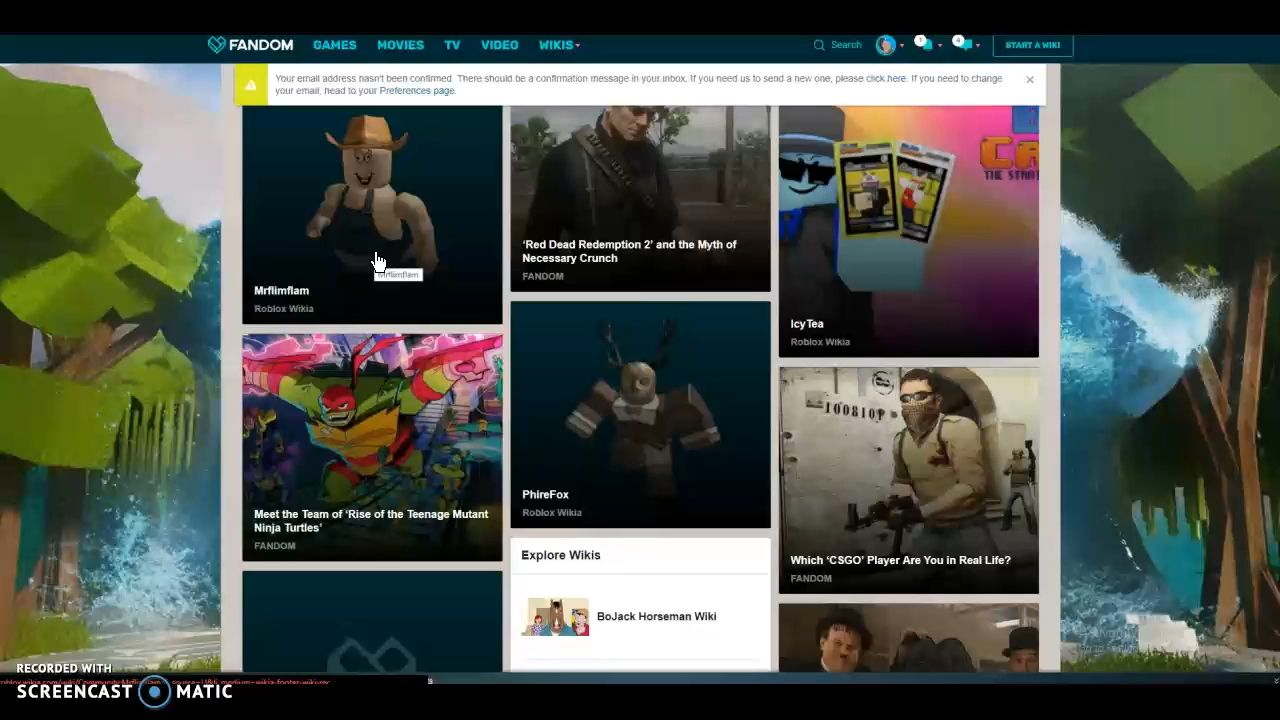 FANDOM GAMES MOVIES TV VIDEO WIKIS Search 1 4 START A WIKI
Your email address hasn't been confirmed. There should be a confirmation message in your inbox. If you need us to send a new one, please click here. If you need to change
your email, head to your Preferences page.
Mrflimflam
Mrflimflam
Roblox Wikia
'Red Dead Redemption 2' and the Myth of
Necessary Crunch
FANDOM
CA
THE STRAT
IcyTea
Roblox Wikia
Meet the Team of 'Rise of the Teenage Mutant
Ninja Turtles'
FANDOM
PhireFox
Roblox Wikia
Which 'CSGO' Player Are You in Real Life?
FANDOM
Explore Wikis
BoJack Horseman Wiki
RECORDED WITH
SCREENCAST MATIC